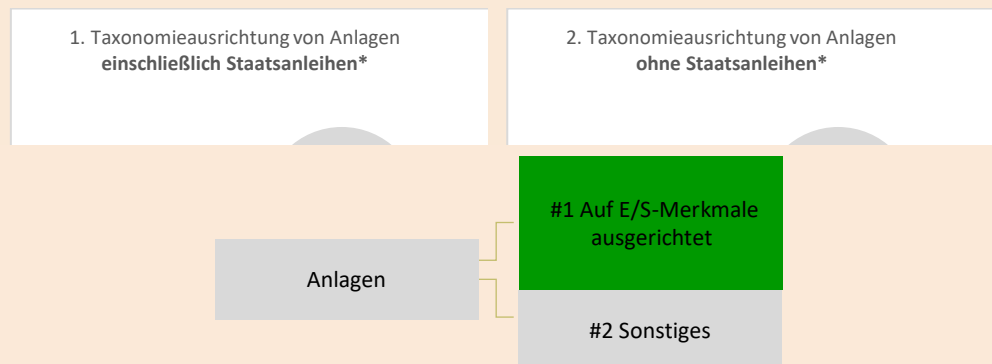 1. Taxonomieausrichtung von Anlagen
einschließlich Staatsanleihen*
2. Taxonomieausrichtung von Anlagen
ohne Staatsanleihen*
#1 Auf E/S-Merkmale
ausgerichtet
Anlagen
#2 Sonstiges